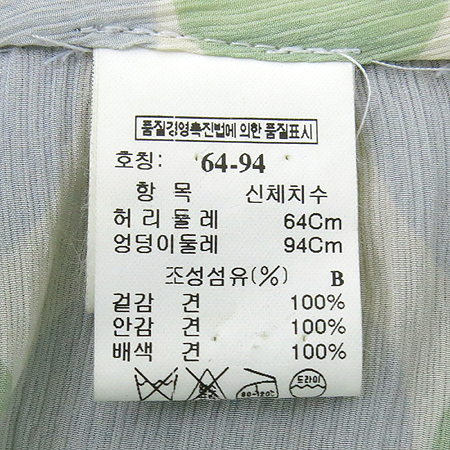 품질경영촉진법에 의한 품질표시
호칭: 64-94
항 목 신체치수
허리둘레 64Cm
엉덩이둘레 94Cm
조성섬유(%) B
겉감 견 100%
안감 견 100%
배색 견 100%
80-120℃ 드라이